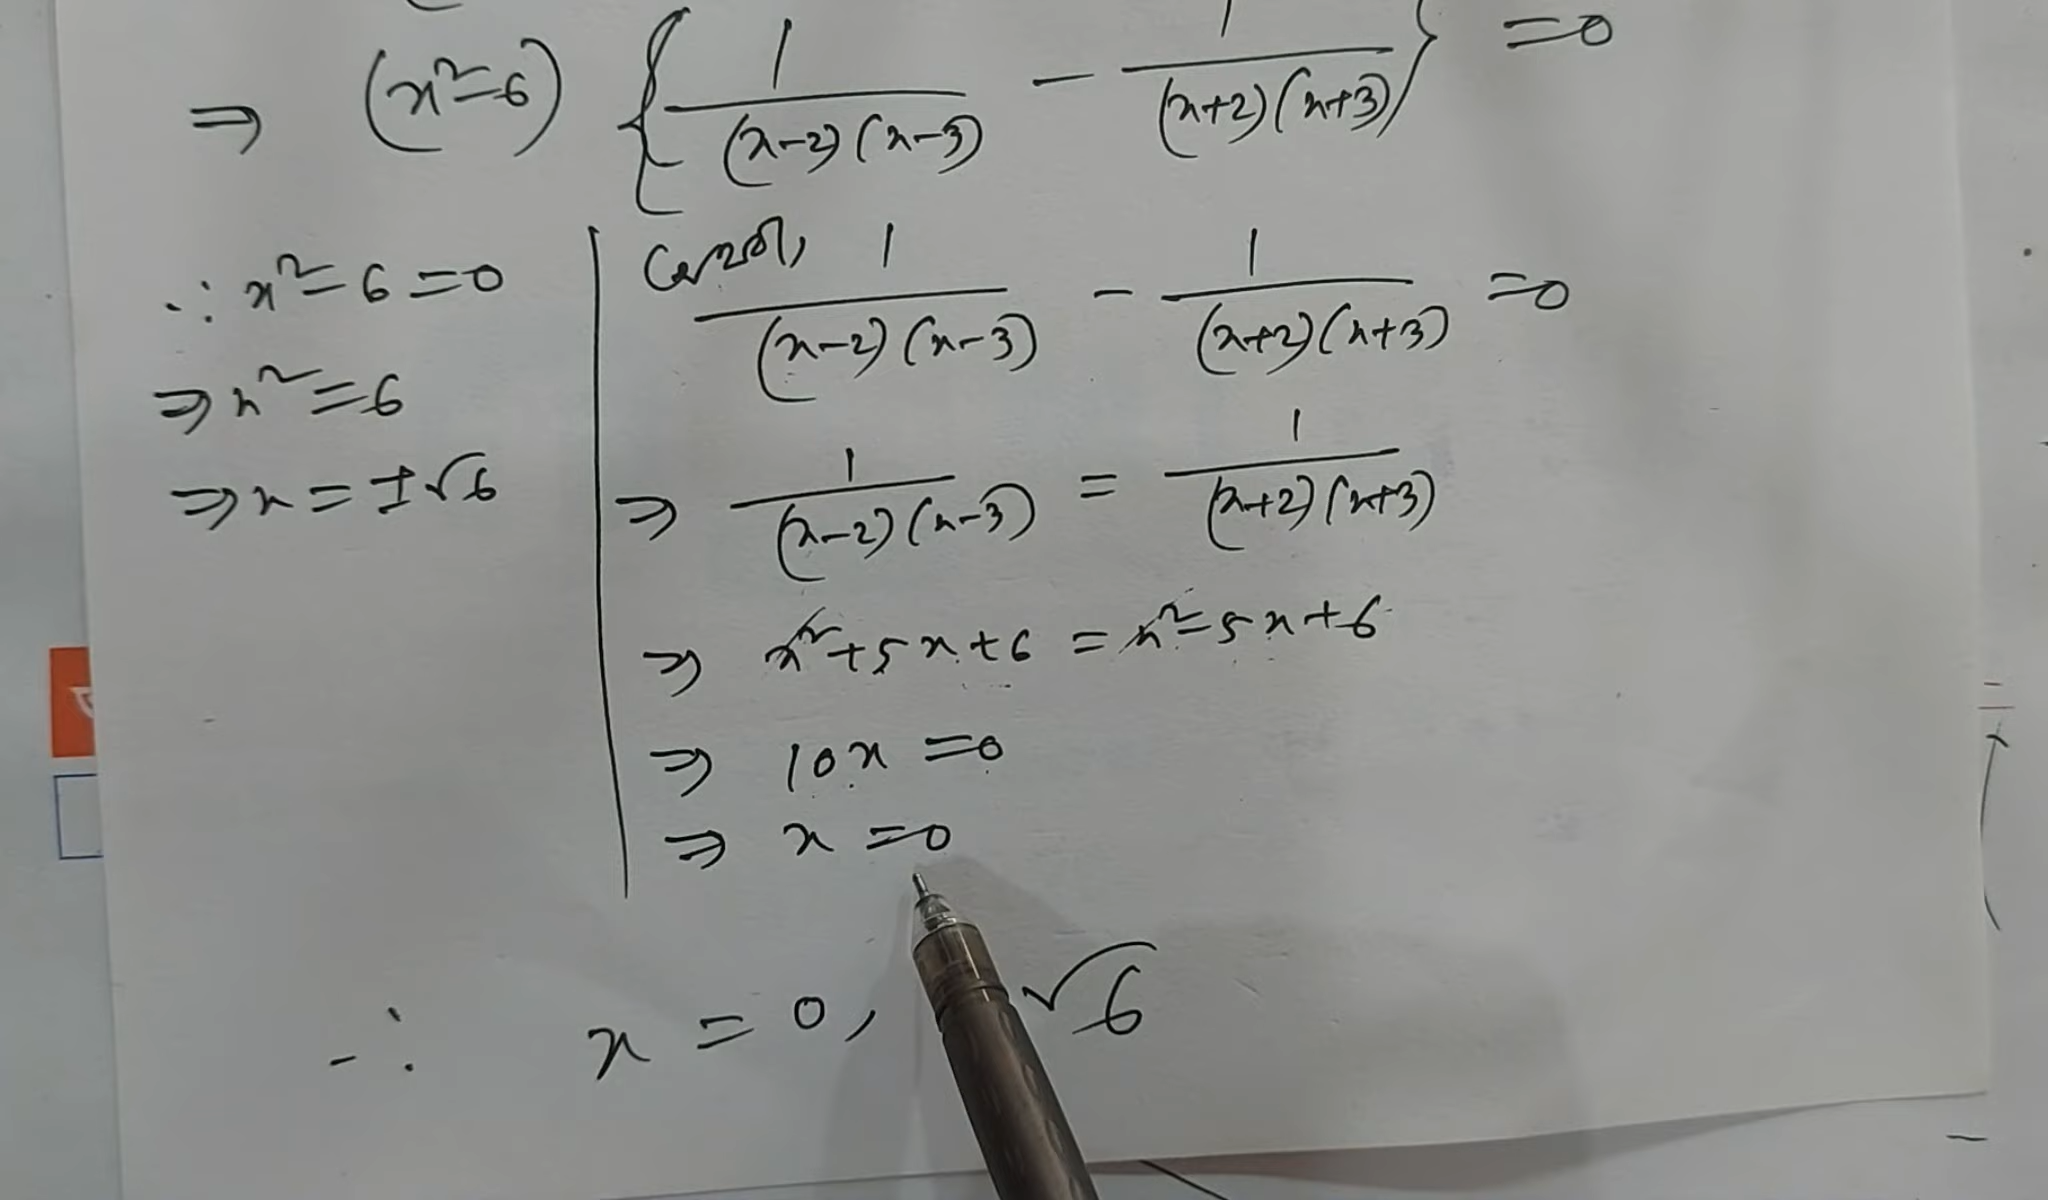 ⇒ (x²-6) { 1/((x-2)(x-3)) - 1/((x+2)(x+3)) } =0
∴ x²-6=0
⇒ x²=6
⇒ x=±√6
1/((x-2)(x-3)) - 1/((x+2)(x+3)) =0
⇒ 1/((x-2)(x-3)) = 1/((x+2)(x+3))
⇒ x²+5x+6 = x²-5x+6
⇒ 10x=0
⇒ x=0
∴ x=0, √6